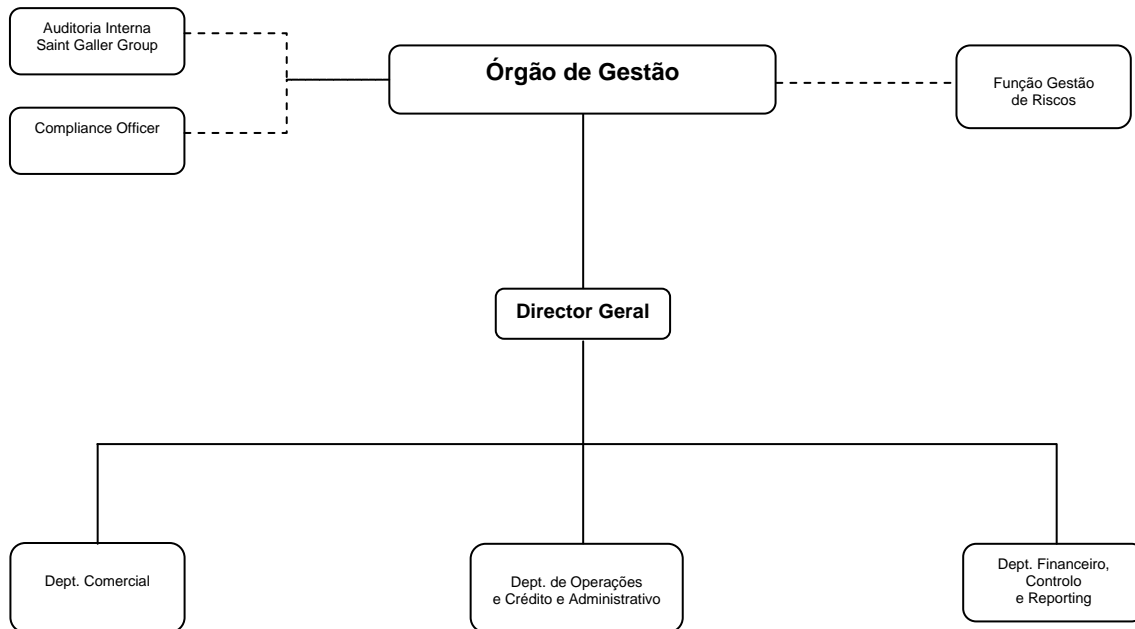 Auditoria Interna
Saint Galler Group
Órgão de Gestão
Função Gestão
de Riscos
Compliance Officer
Director Geral
Dept. Comercial
Dept. de Operações
e Crédito e Administrativo
Dept. Financeiro,
Controlo
e Reporting